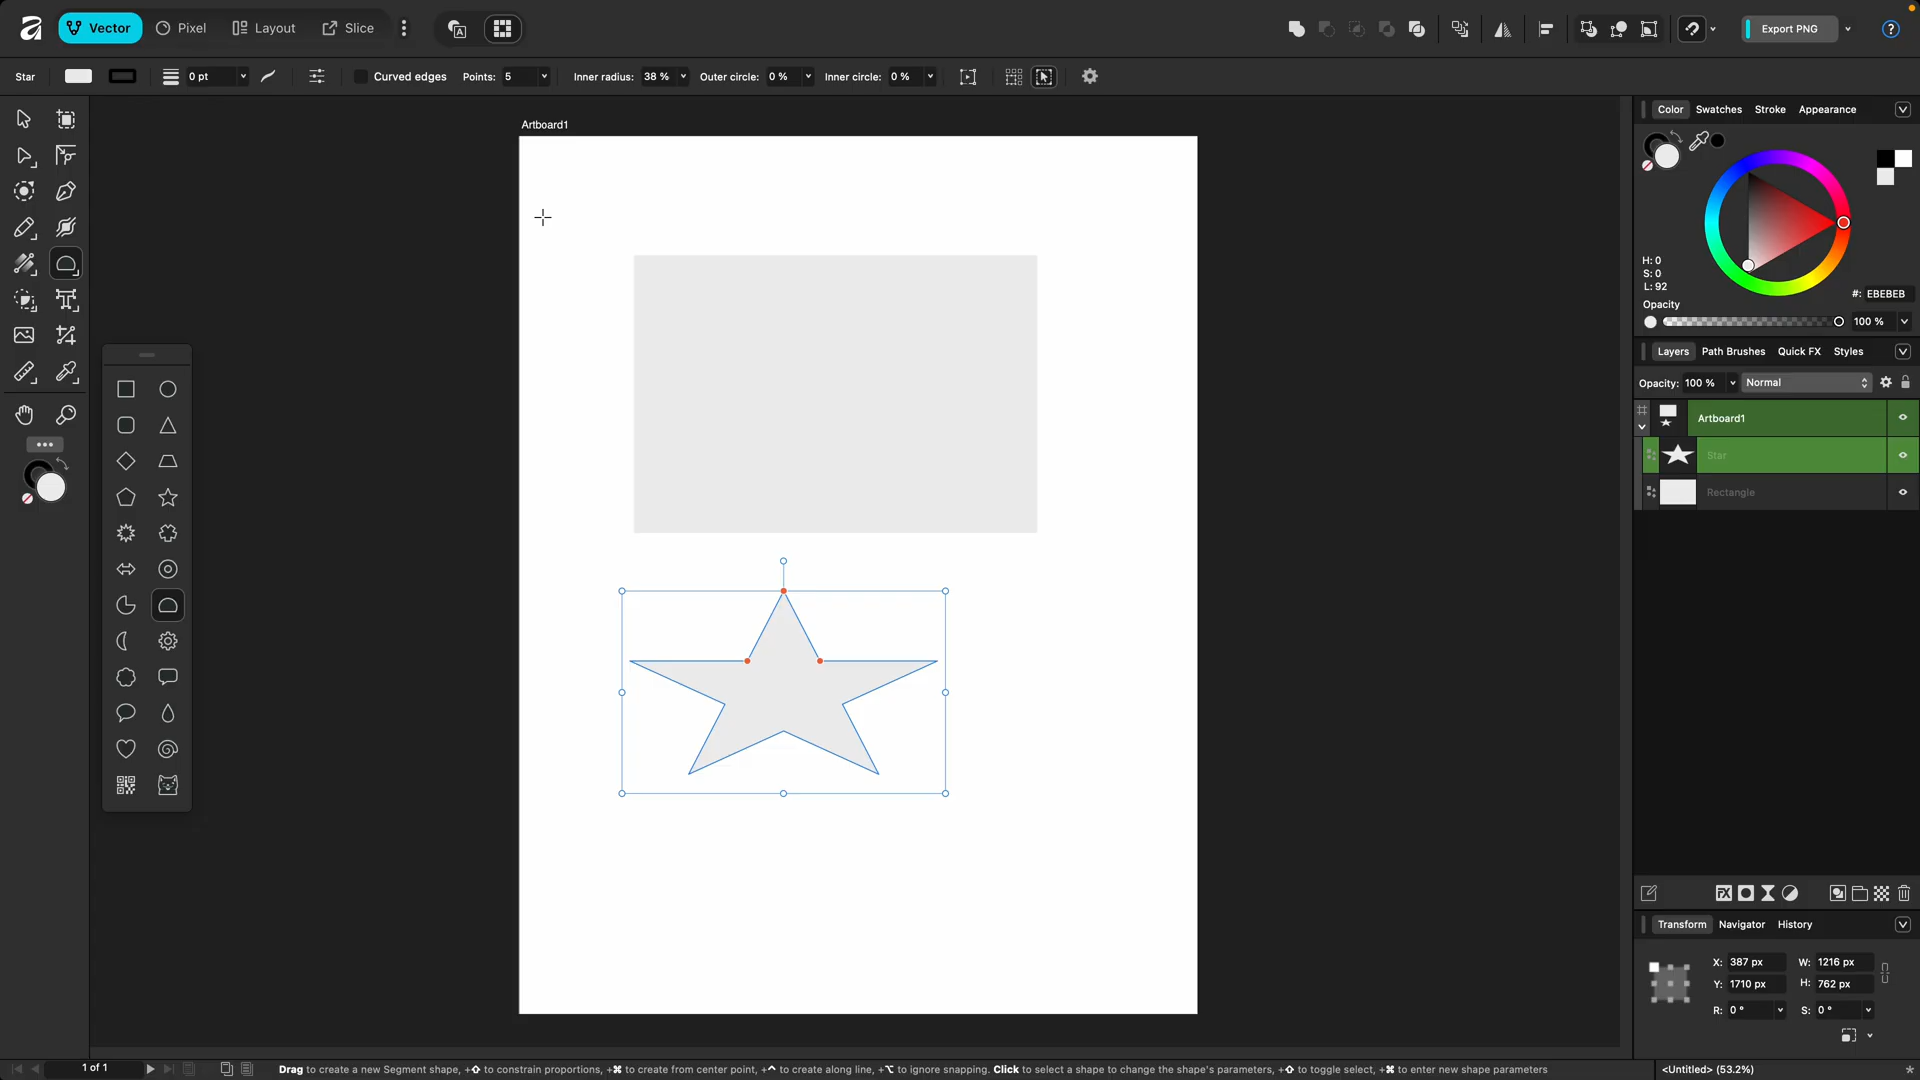 Vector
Pixel
Layout
Slice
Export PNG
Star
0 pt
Curved edges
Points: 5
Inner radius: 38 %
Outer circle: 0 %
Inner circle: 0 %
Artboard1
Color
Swatches
Stroke
Appearance
H: 0
S: 0
L: 92
#: EBEBEB
Opacity
100 %
Layers
Path Brushes
Quick FX
Styles
Opacity: 100 %
Normal
Artboard1
Star
Rectangle
Transform
Navigator
History
X: 387 px
W: 1216 px
Y: 1710 px
H: 762 px
R: 0 °
S: 0 °
1 of 1
Drag to create a new Segment shape, +⇧ to constrain proportions, +⌘ to create from center point, +⌃ to create along line, +⌥ to ignore snapping. Click to select a shape to change the shape's parameters, +⇧ to toggle select, +⌘ to enter new shape parameters
<Untitled> (53.2%)